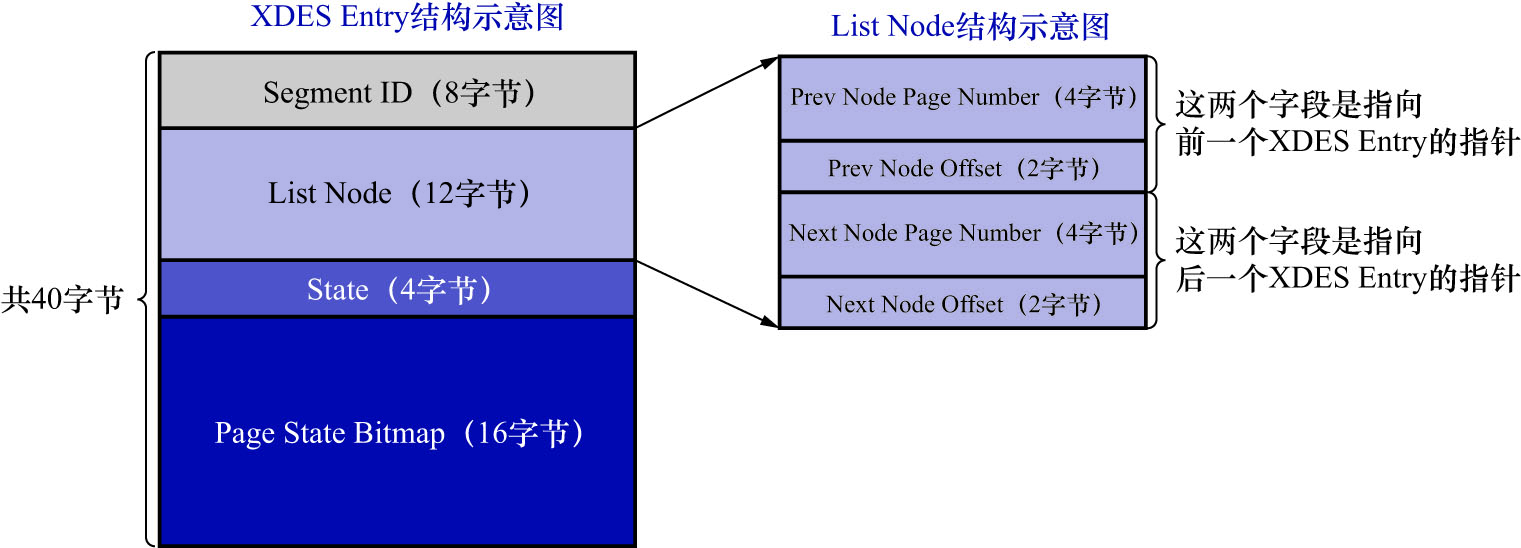 XDES Entry结构示意图
Segment ID（8字节）
List Node（12字节）
State（4字节）
Page State Bitmap（16字节）
共40字节
List Node结构示意图
Prev Node Page Number（4字节）
Prev Node Offset（2字节）
Next Node Page Number（4字节）
Next Node Offset（2字节）
这两个字段是指向
前一个XDES Entry的指针
这两个字段是指向
后一个XDES Entry的指针